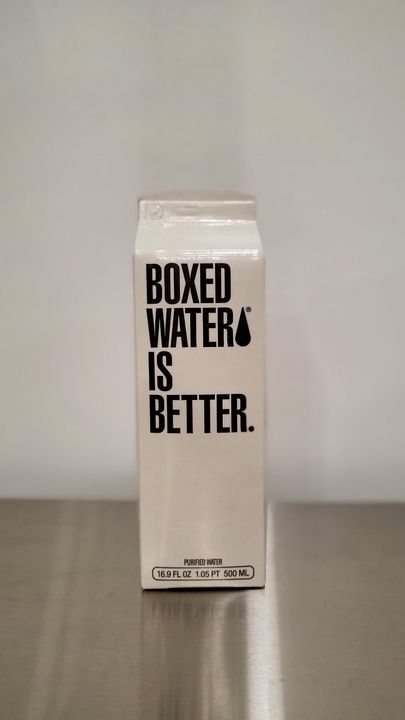 BOXED
WATER®
IS
BETTER.
PURIFIED WATER
16.9 FL OZ 1.05 PT 500 ML